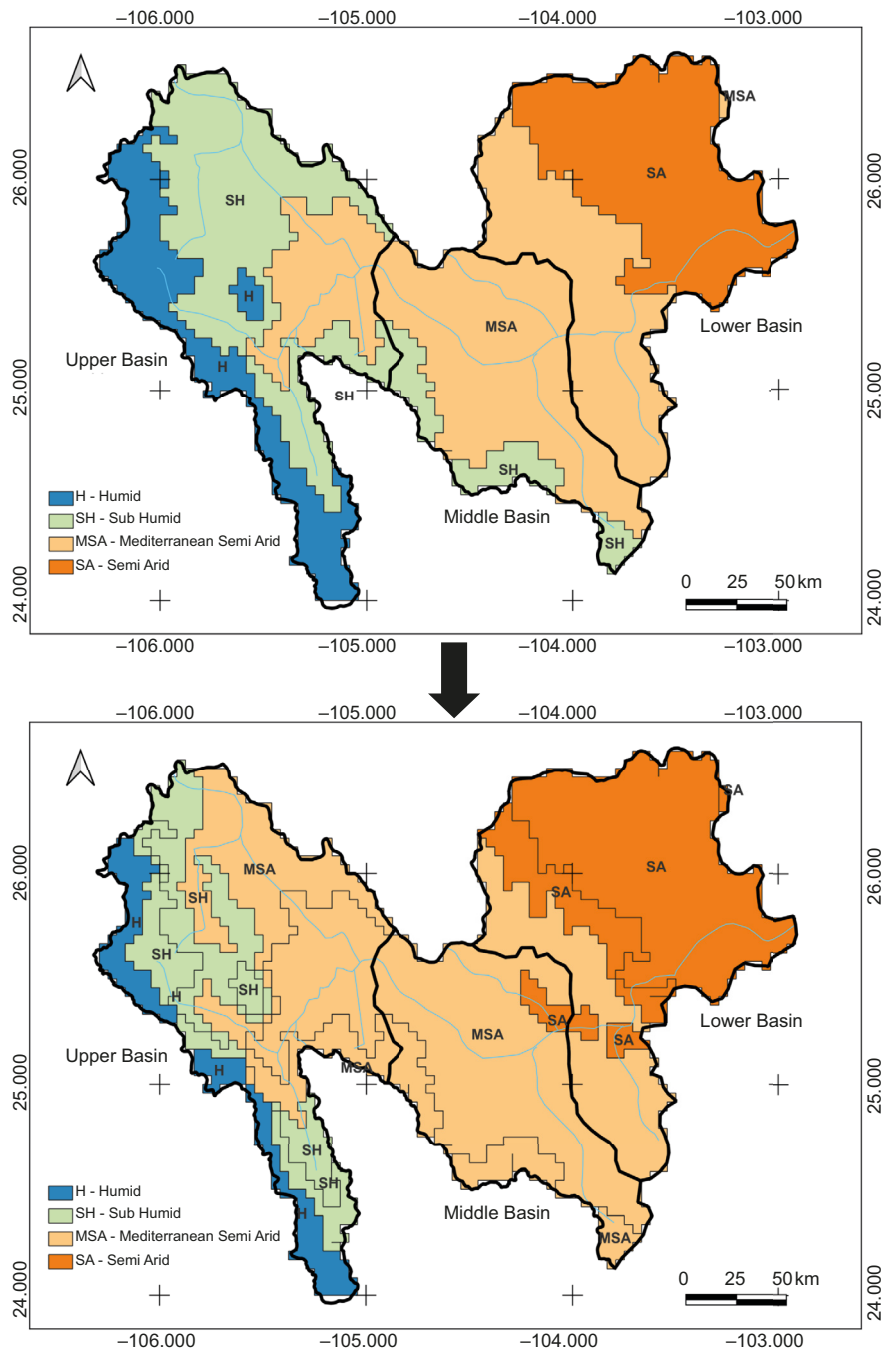 −106.000 −105.000 −104.000 −103.000
MSA
SA
26.000
26.000
SH
H
MSA
Lower Basin
Upper Basin
H
25.000
25.000
SH
SH
H - Humid
SH - Sub Humid
Middle Basin
MSA - Mediterranean Semi Arid
SH
SA - Semi Arid
0 25 50 km
24.000
24.000
−106.000 −105.000 −104.000 −103.000
−106.000 −105.000 −104.000 −103.000
SA
MSA
SA
26.000
26.000
SA
SH
H
SH
SH
H
SA
Lower Basin
MSA
SA
Upper Basin
H
MSA
25.000
25.000
SH
SH
H - Humid
H
SH - Sub Humid
Middle Basin
MSA - Mediterranean Semi Arid
MSA
SA - Semi Arid
0 25 50 km
24.000
24.000
−106.000 −105.000 −104.000 −103.000